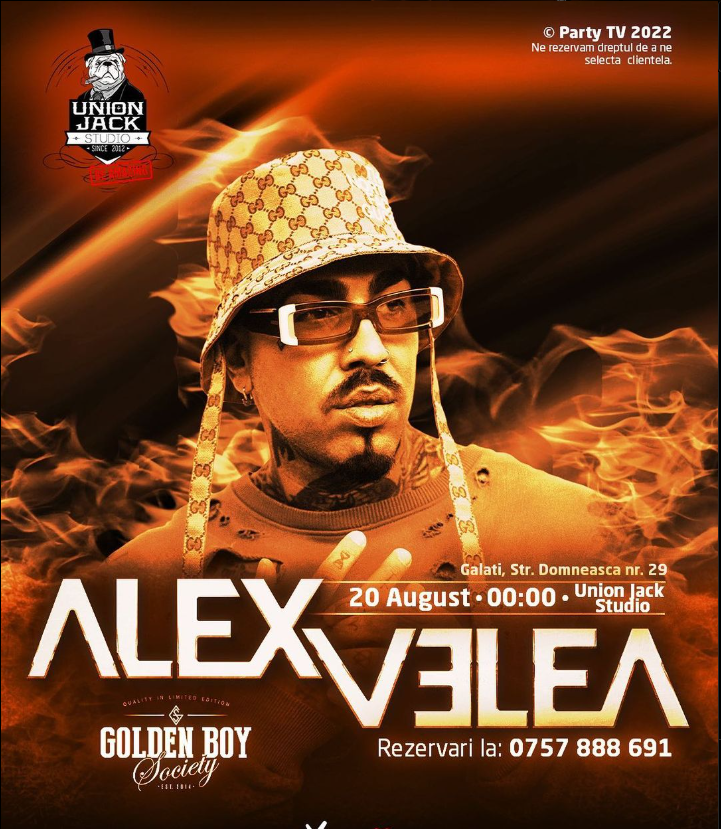 © Party TV 2022
Ne rezervam dreptul de a ne
selecta clientela.
UNION
JACK
STUDIO
SINCE 2012
Galati, Str. Domneasca nr. 29
20 August • 00:00 • Union Jack
Studio
ALEX
VELEA
QUALITY IN LIMITED EDITION
GOLDEN BOY
Society
EST. 2014
Rezervari la: 0757 888 691